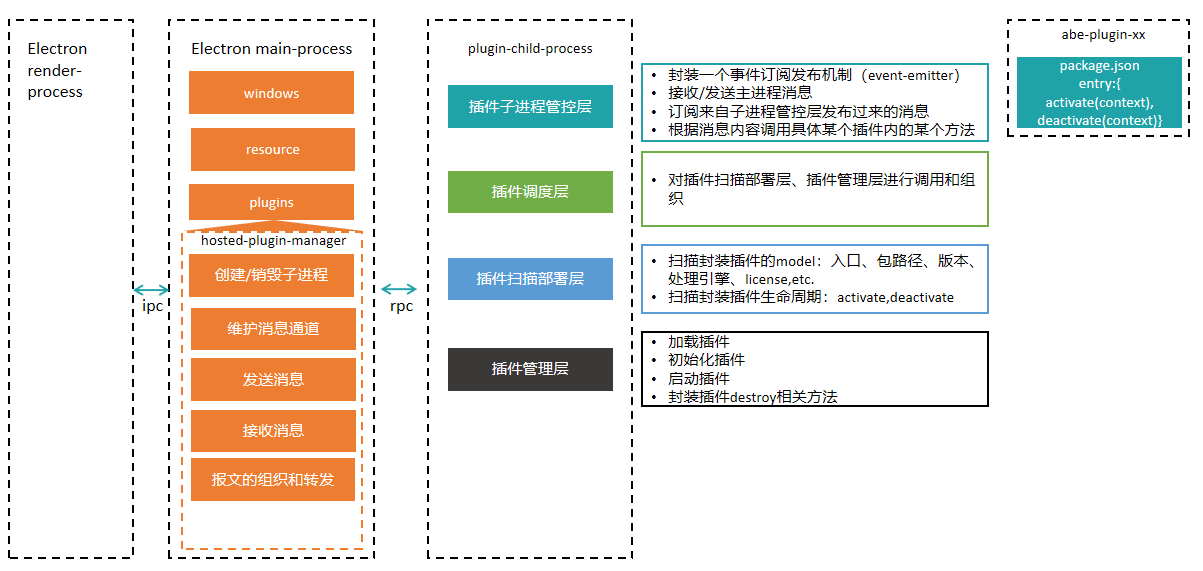 Electron
render-
process
ipc
Electron main-process
windows
resource
plugins
hosted-plugin-manager
创建/销毁子进程
维护消息通道
发送消息
接收消息
报文的组织和转发
rpc
plugin-child-process
插件子进程管控层
插件调度层
插件扫描部署层
插件管理层
• 封装一个事件订阅发布机制（event-emitter）
• 接收/发送主进程消息
• 订阅来自子进程管控层发布过来的消息
• 根据消息内容调用具体某个插件内的某个方法
• 对插件扫描部署层、插件管理层进行调用和组
织
• 扫描封装插件的model：入口、包路径、版本、
处理引擎、license,etc.
• 扫描封装插件生命周期：activate,deactivate
• 加载插件
• 初始化插件
• 启动插件
• 封装插件destroy相关方法
abe-plugin-xx
package.json
entry:{
activate(context),
deactivate(context)}